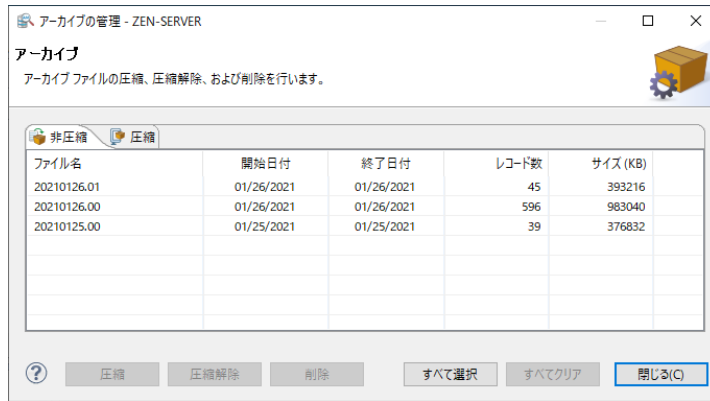 アーカイブの管理 - ZEN-SERVER
アーカイブ
アーカイブ ファイルの圧縮、圧縮解除、および削除を行います。
非圧縮 圧縮
ファイル名 開始日付 終了日付 レコード数 サイズ (KB)
20210126.01 01/26/2021 01/26/2021 45 393216
20210126.00 01/26/2021 01/26/2021 596 983040
20210125.00 01/25/2021 01/25/2021 39 376832
? 圧縮 圧縮解除 削除 すべて選択 すべてクリア 閉じる(C)